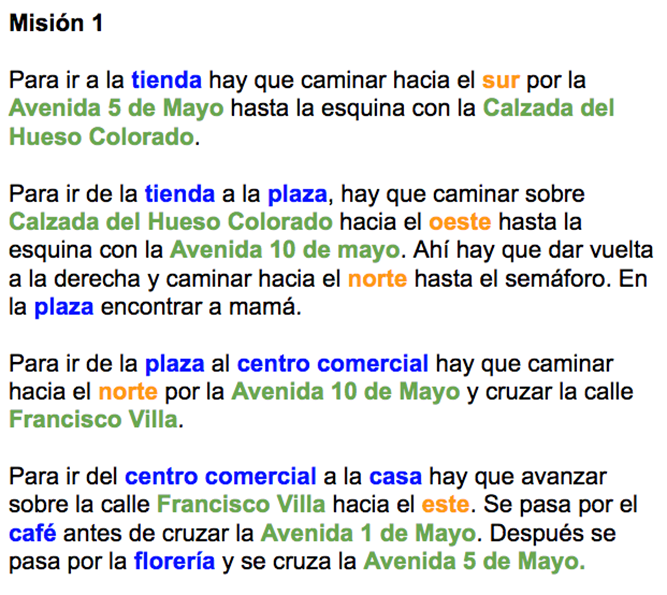 Misión 1
Para ir a la tienda hay que caminar hacia el sur por la
Avenida 5 de Mayo hasta la esquina con la Calzada del
Hueso Colorado.
Para ir de la tienda a la plaza, hay que caminar sobre
Calzada del Hueso Colorado hacia el oeste hasta la
esquina con la Avenida 10 de mayo. Ahí hay que dar vuelta
a la derecha y caminar hacia el norte hasta el semáforo. En
la plaza encontrar a mamá.
Para ir de la plaza al centro comercial hay que caminar
hacia el norte por la Avenida 10 de Mayo y cruzar la calle
Francisco Villa.
Para ir del centro comercial a la casa hay que avanzar
sobre la calle Francisco Villa hacia el este. Se pasa por el
café antes de cruzar la Avenida 1 de Mayo. Después se
pasa por la florería y se cruza la Avenida 5 de Mayo.